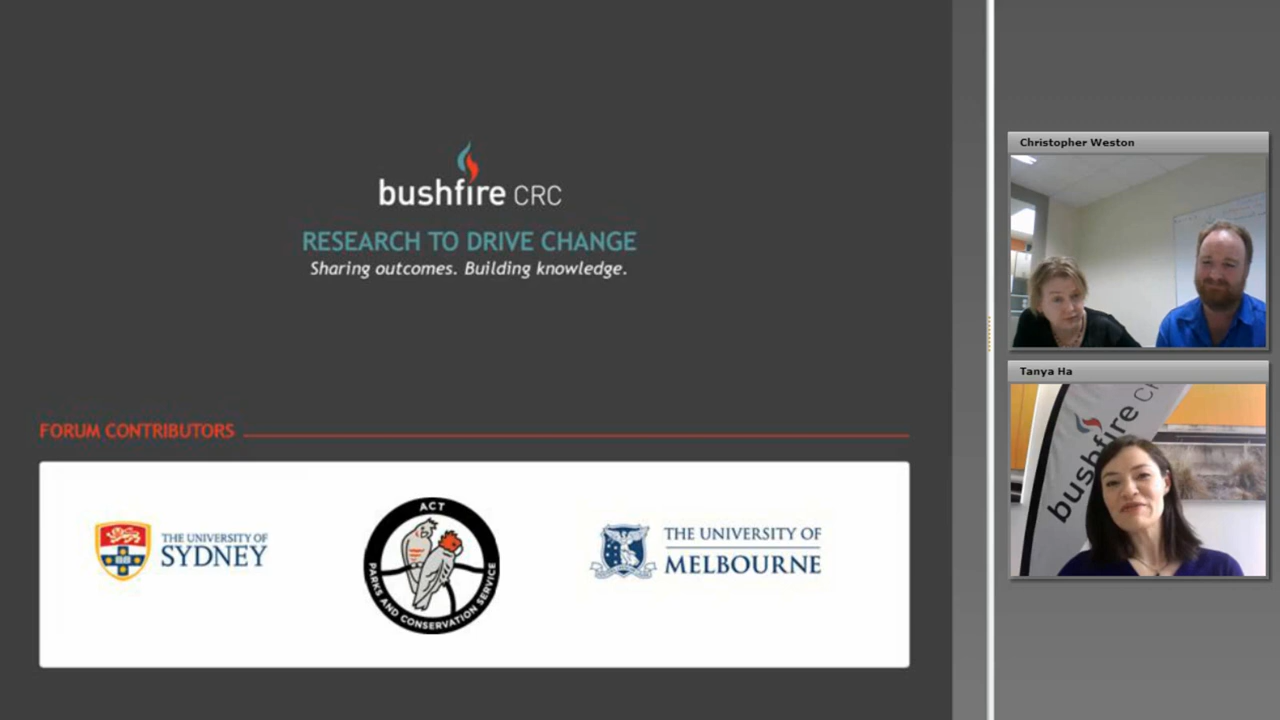 bushfire CRC
RESEARCH TO DRIVE CHANGE
Sharing outcomes. Building knowledge.
FORUM CONTRIBUTORS
THE UNIVERSITY OF
SYDNEY
ACT
PARKS AND CONSERVATION SERVICE
THE UNIVERSITY OF
MELBOURNE
Christopher Weston
Tanya Ha
bushfire